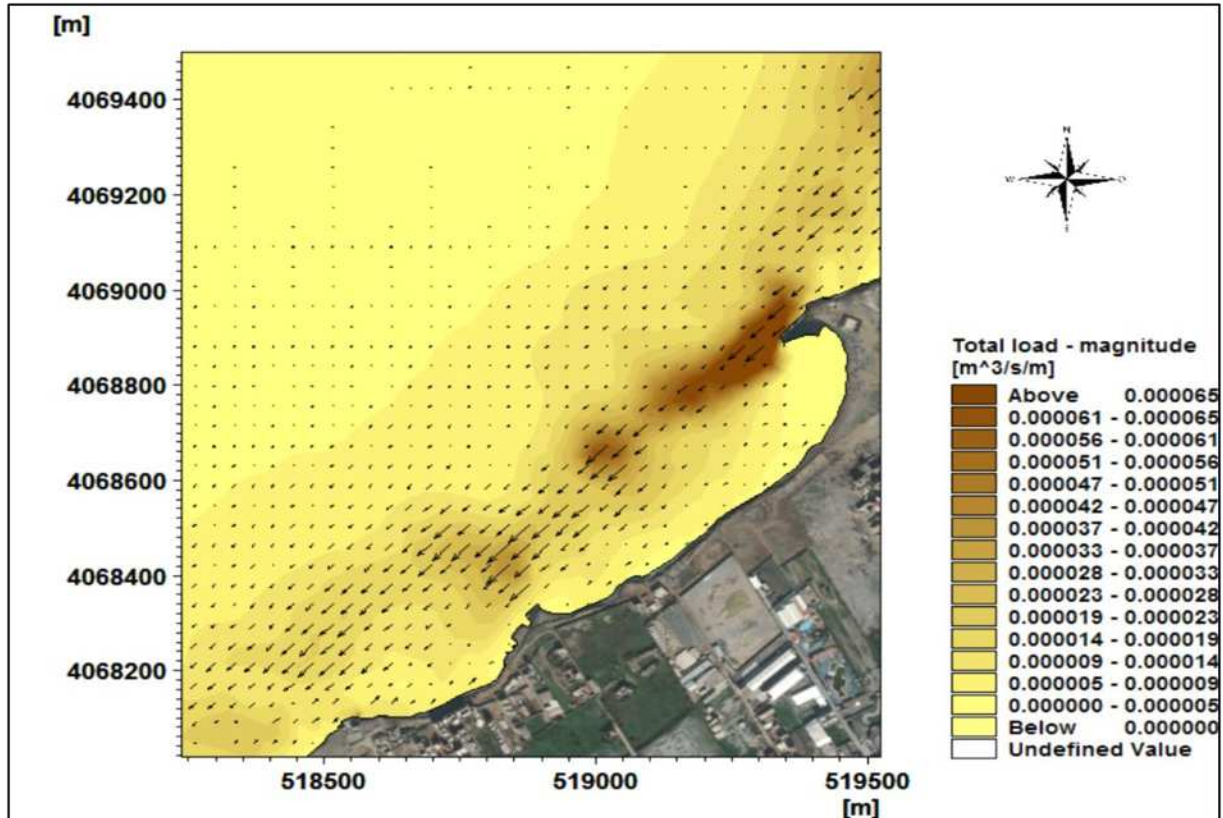 [m]
4069400
4069200
4069000
4068800
4068600
4068400
4068200
518500 519000 519500
[m]
N
W
Total load - magnitude
[m^3/s/m]
Above 0.000065
0.000061 - 0.000065
0.000056 - 0.000061
0.000051 - 0.000056
0.000047 - 0.000051
0.000042 - 0.000047
0.000037 - 0.000042
0.000033 - 0.000037
0.000028 - 0.000033
0.000023 - 0.000028
0.000019 - 0.000023
0.000014 - 0.000019
0.000009 - 0.000014
0.000005 - 0.000009
0.000000 - 0.000005
Below 0.000000
Undefined Value